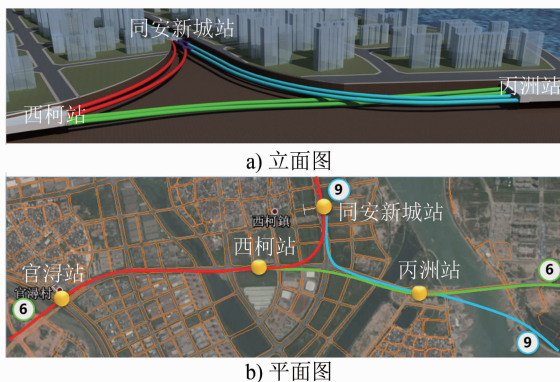 同安新城站
西柯站
丙洲站
a) 立面图
9
西柯鎮
同安新城站
西柯站
官浔站
丙洲站
官浔村
6
6
9
b) 平面图